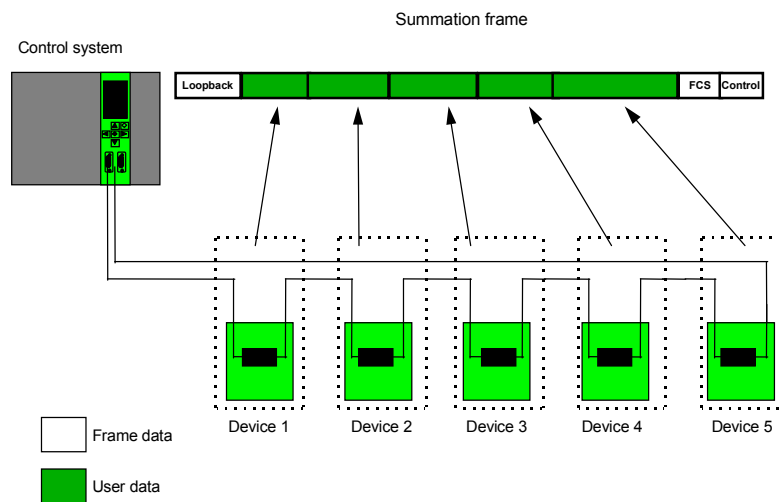 Summation frame
Control system
Loopback
FCS
Control
Device 1
Device 2
Device 3
Device 4
Device 5
Frame data
User data